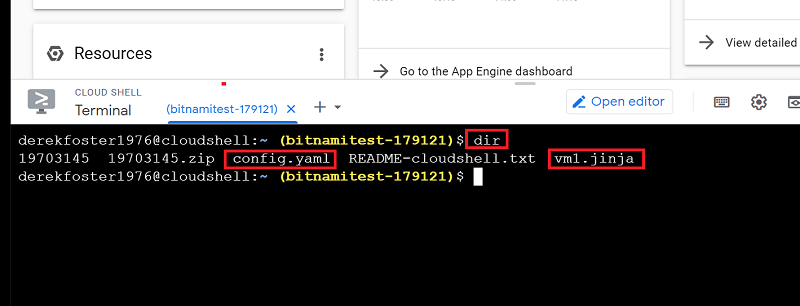 Resources
Go to the App Engine dashboard
View detailed
CLOUD SHELL
Terminal
(bitnamitest-179121)
Open editor
derekfoster1976@cloudshell:~ (bitnamitest-179121)$ dir
19703145  19703145.zip  config.yaml  README-cloudshell.txt  vm1.jinja
derekfoster1976@cloudshell:~ (bitnamitest-179121)$